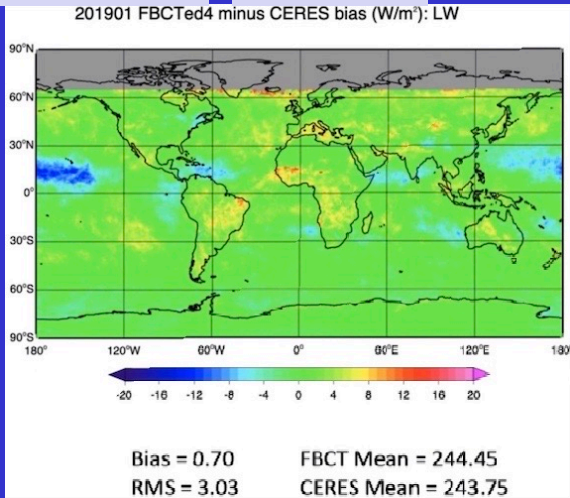 201901 FBCTed4 minus CERES bias (W/m²): LW
90°N
60°N
30°N
0°
30°S
60°S
90°S
180° 120°W 60°W 0° 60°E 120°E 180°
-20 -16 -12 -8 -4 0 4 8 12 16 20
Bias = 0.70 FBCT Mean = 244.45
RMS = 3.03 CERES Mean = 243.75